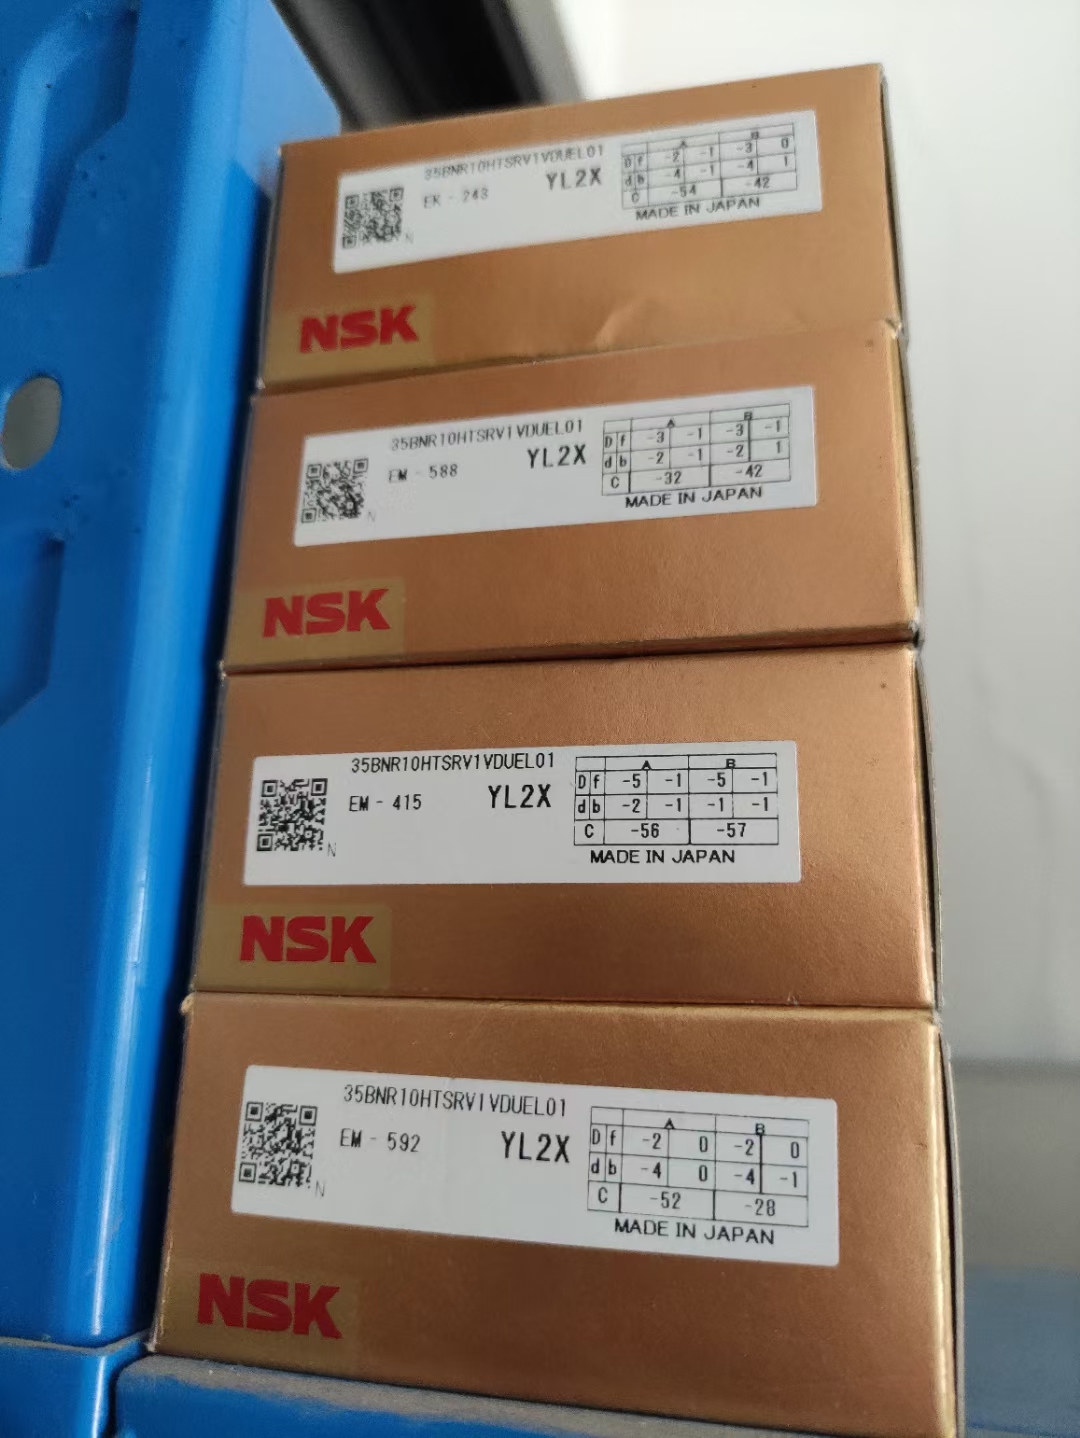 35BNR10HTSRV1VDUEL01
EK - 243 YL2X
A B
D f -2 -1 -3 0
d b -4 -1 -4 1
C -54 -42
MADE IN JAPAN
N
NSK
35BNR10HTSRV1VDUEL01
EM - 588 YL2X
A B
D f -3 -1 -3 -1
d b -2 -1 -2 1
C -32 -42
MADE IN JAPAN
N
NSK
35BNR10HTSRV1VDUEL01
EM - 415 YL2X
A B
D f -5 -1 -5 -1
d b -2 -1 -1 -1
C -56 -57
MADE IN JAPAN
N
NSK
35BNR10HTSRV1VDUEL01
EM - 592 YL2X
A B
D f -2 0 -2 0
d b -4 0 -4 -1
C -52 -28
MADE IN JAPAN
N
NSK